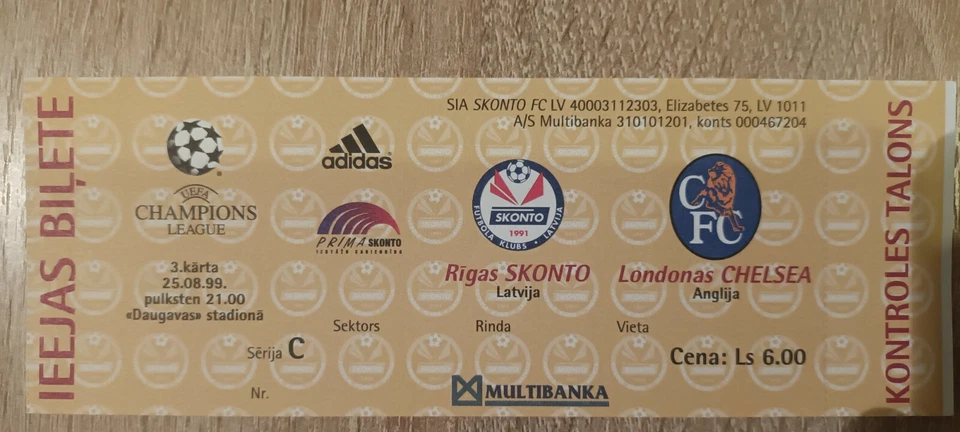 IEEJAS BIĻETE
SIA SKONTO FC LV 40003112303, Elizabetes 75, LV 1011
A/S Multibanka 310101201, konts 000467204
UEFA
CHAMPIONS
LEAGUE
3.kārta
25.08.99.
pulksten 21.00
«Daugavas» stadionā
adidas
PRIMA SKONTO
SKONTO
1991
FUTBOLA KLUBS • LATVIJA
Rīgas SKONTO
Latvija
CFC
Londonas CHELSEA
Anglija
Sektors
Rinda
Vieta
Sērija C
Cena: Ls 6.00
Nr.
MULTIBANKA
KONTROLES TALONS